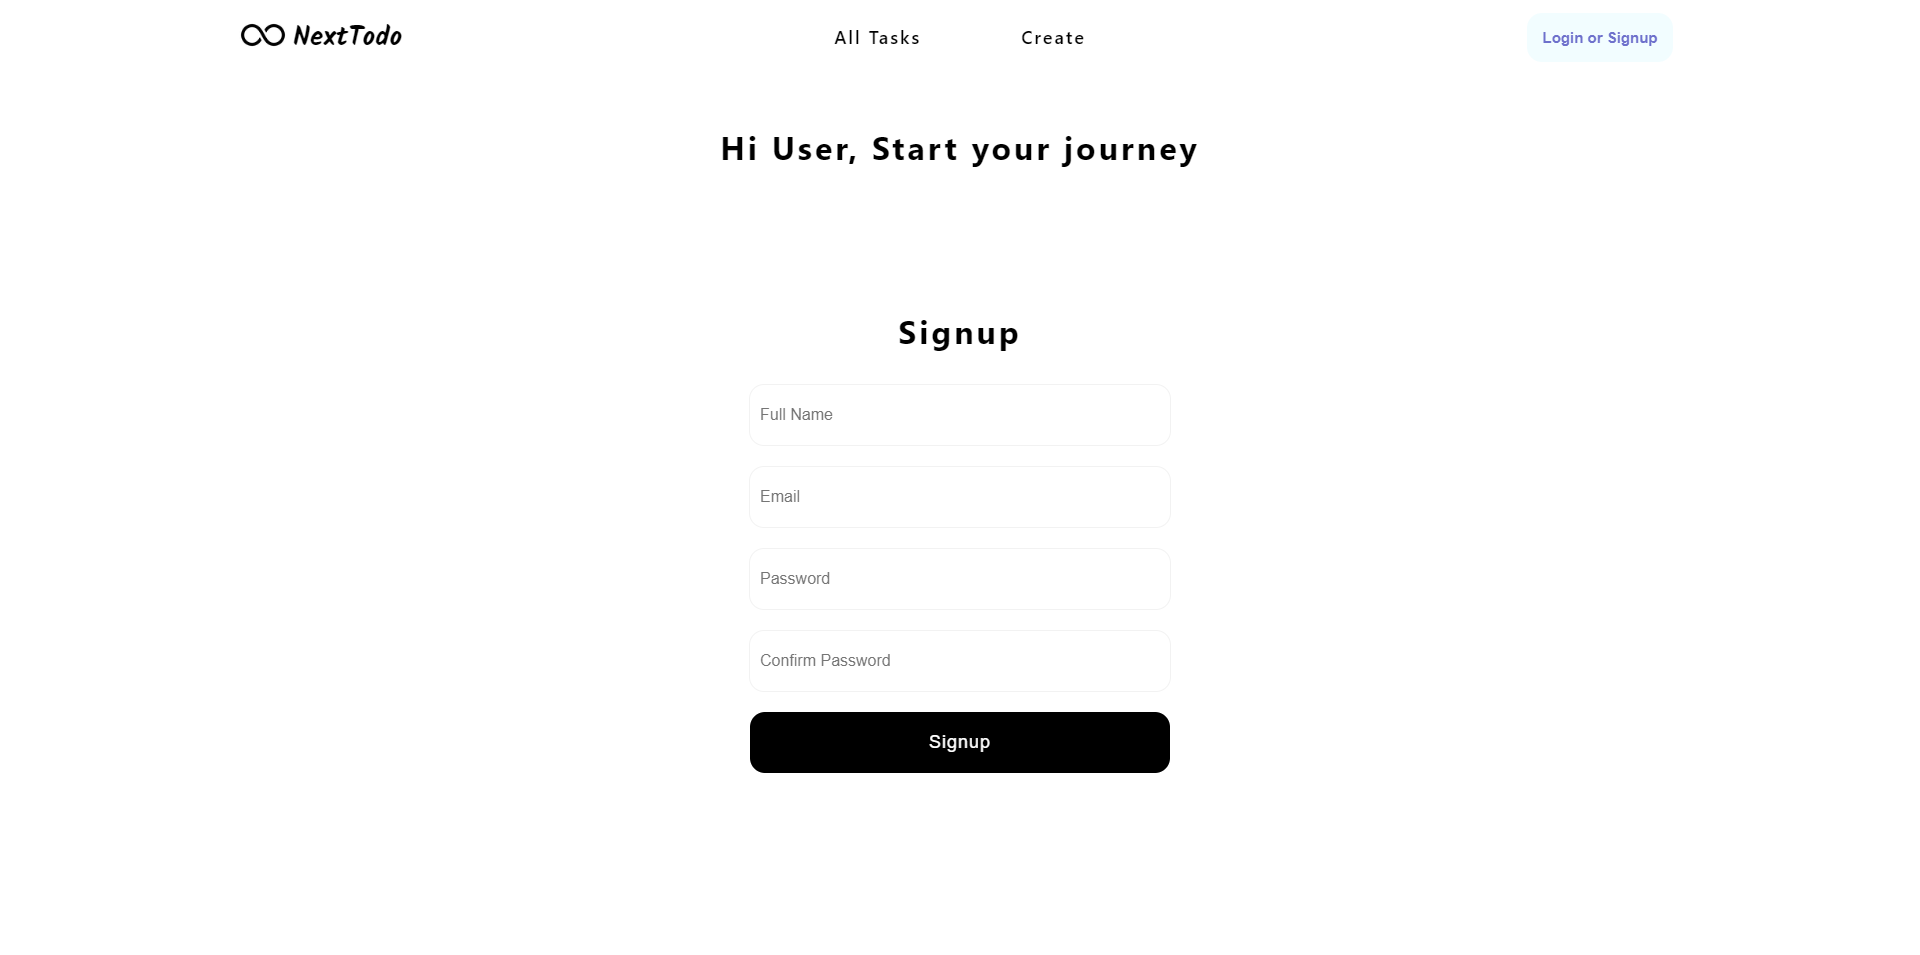 NextTodo
All Tasks
Create
Login or Signup
Hi User, Start your journey
Signup
Full Name
Email
Password
Confirm Password
Signup